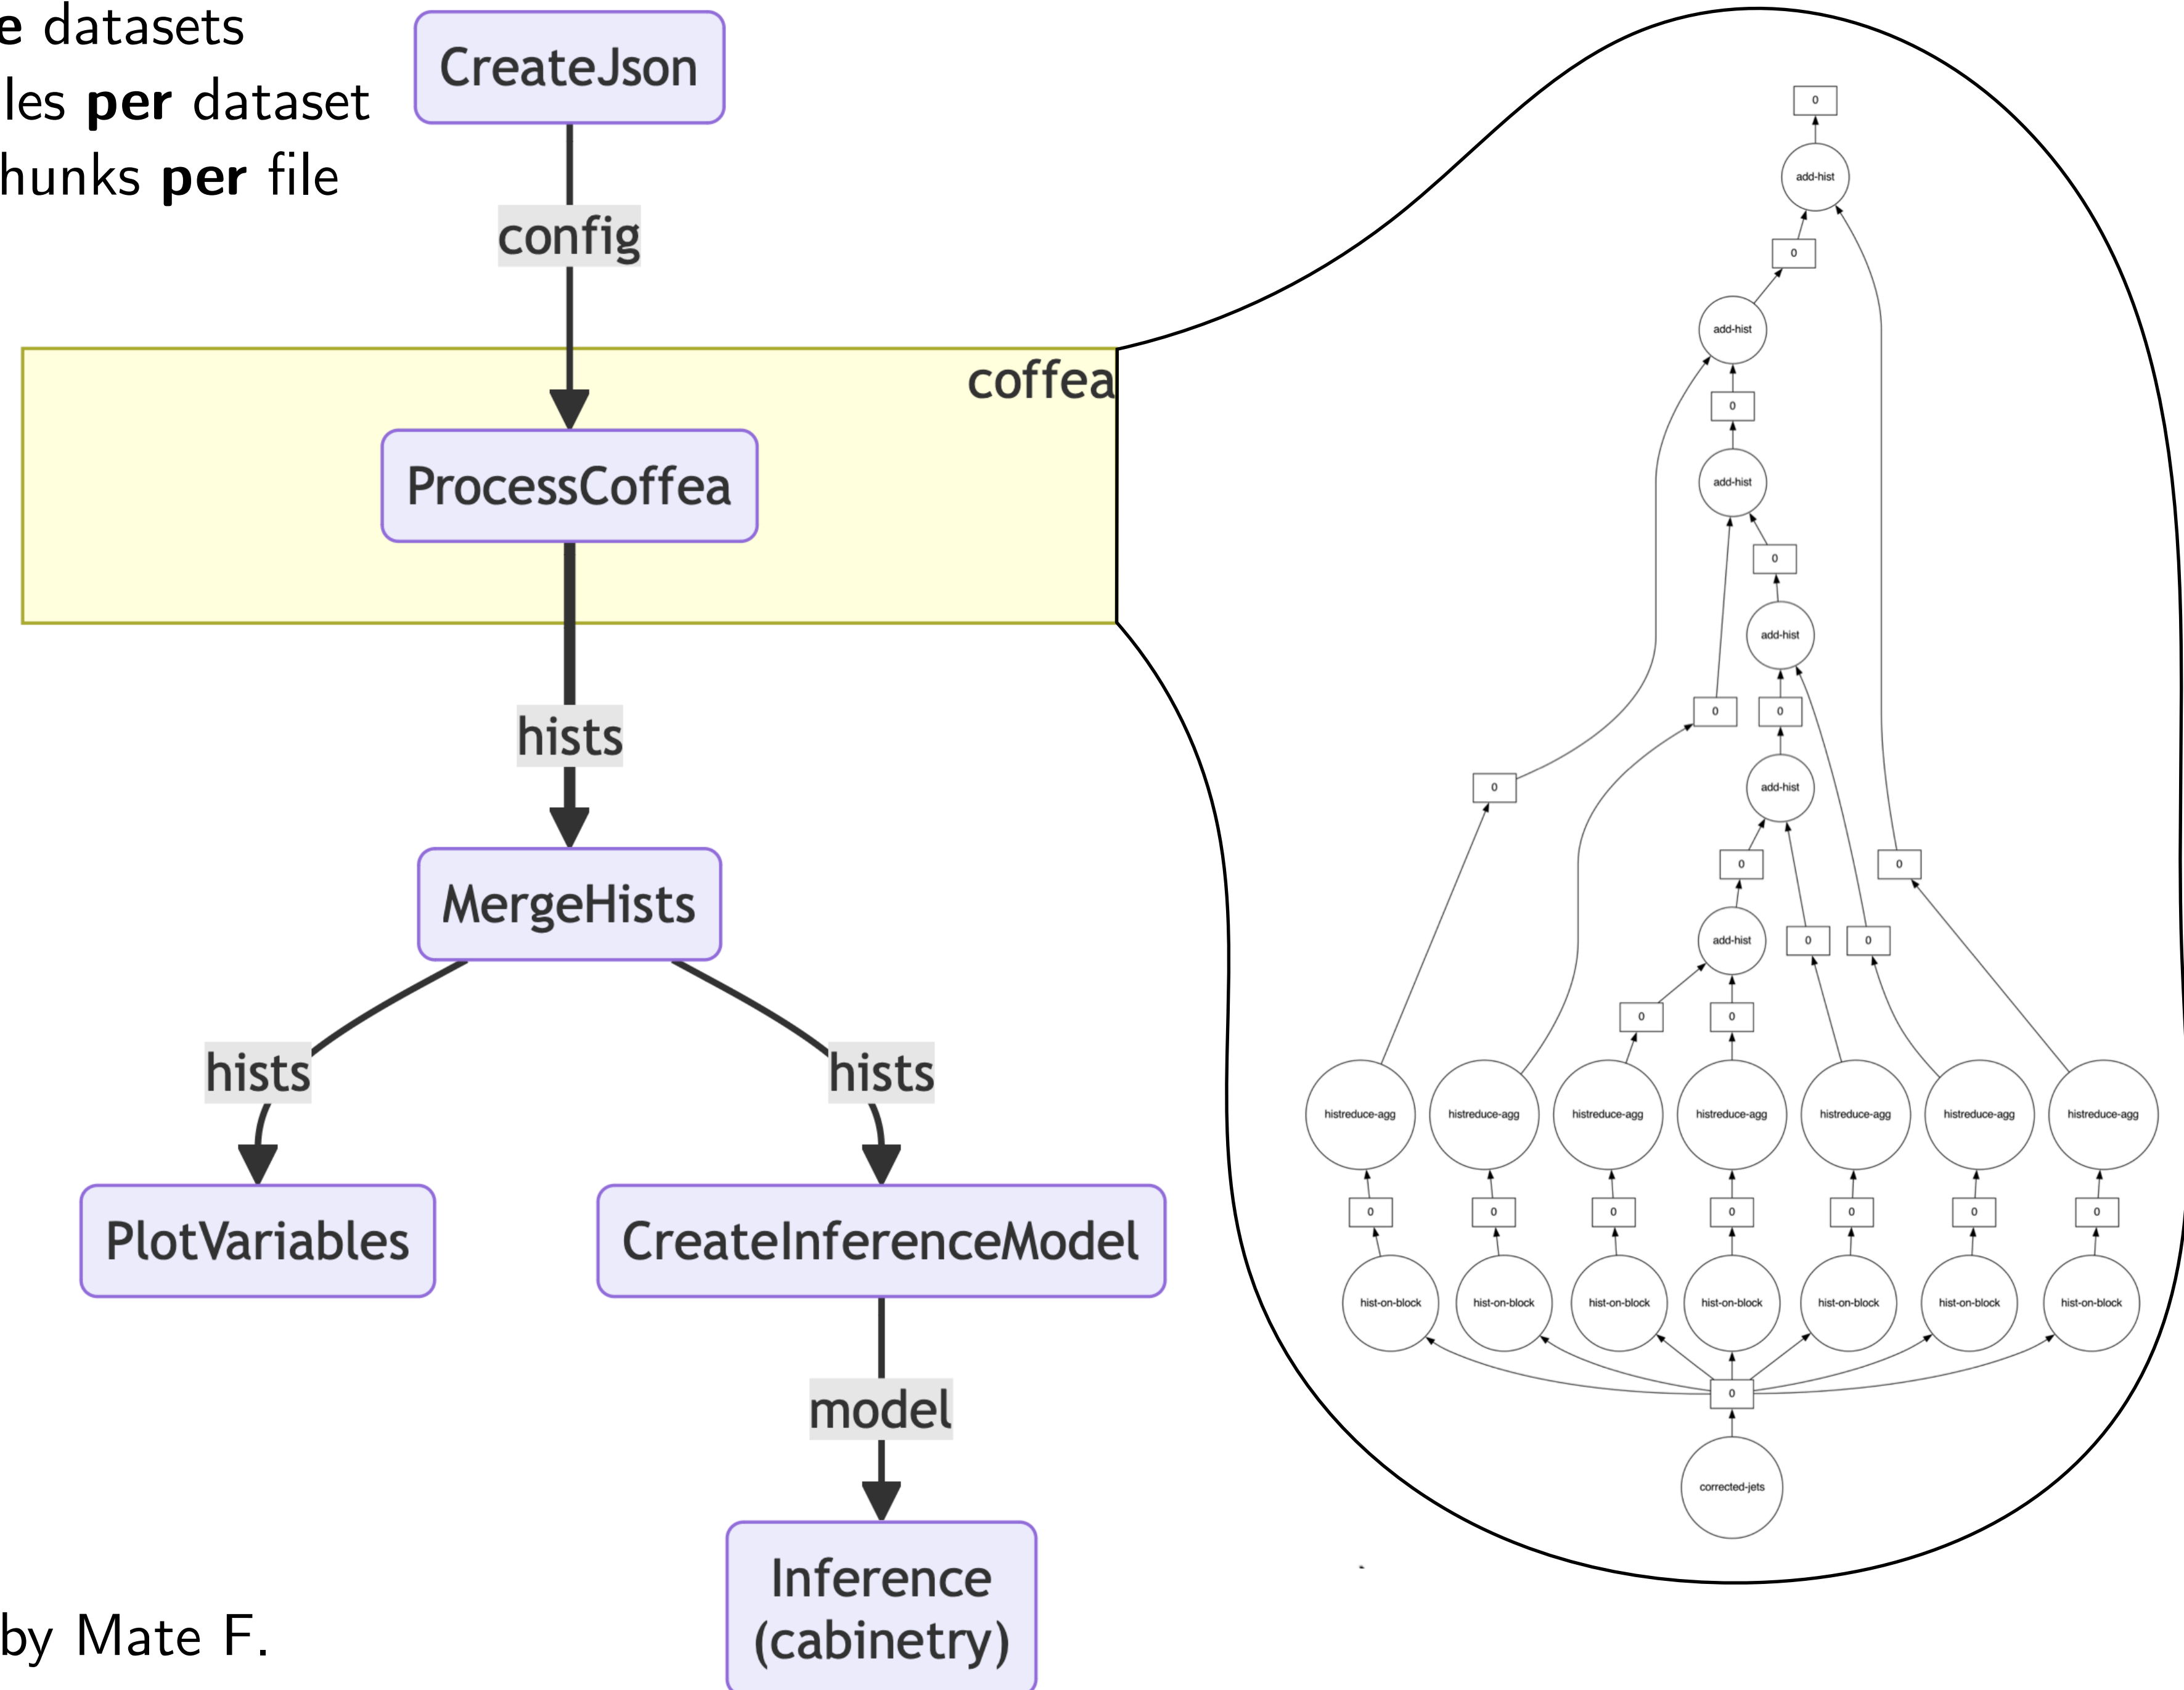 e datasets
les per dataset
hunks per file
CreateJson
config
coffea
ProcessCoffea
hists
MergeHists
hists
hists
PlotVariables
CreateInferenceModel
model
Inference
(cabinetry)
by Mate F.
0
add-hist
0
add-hist
0
add-hist
0
add-hist
0
0
add-hist
0
0
0
add-hist
0
0
0
0
histreduce-agg
histreduce-agg
histreduce-agg
histreduce-agg
histreduce-agg
histreduce-agg
histreduce-agg
0
0
0
0
0
0
0
hist-on-block
hist-on-block
hist-on-block
hist-on-block
hist-on-block
hist-on-block
hist-on-block
0
corrected-jets